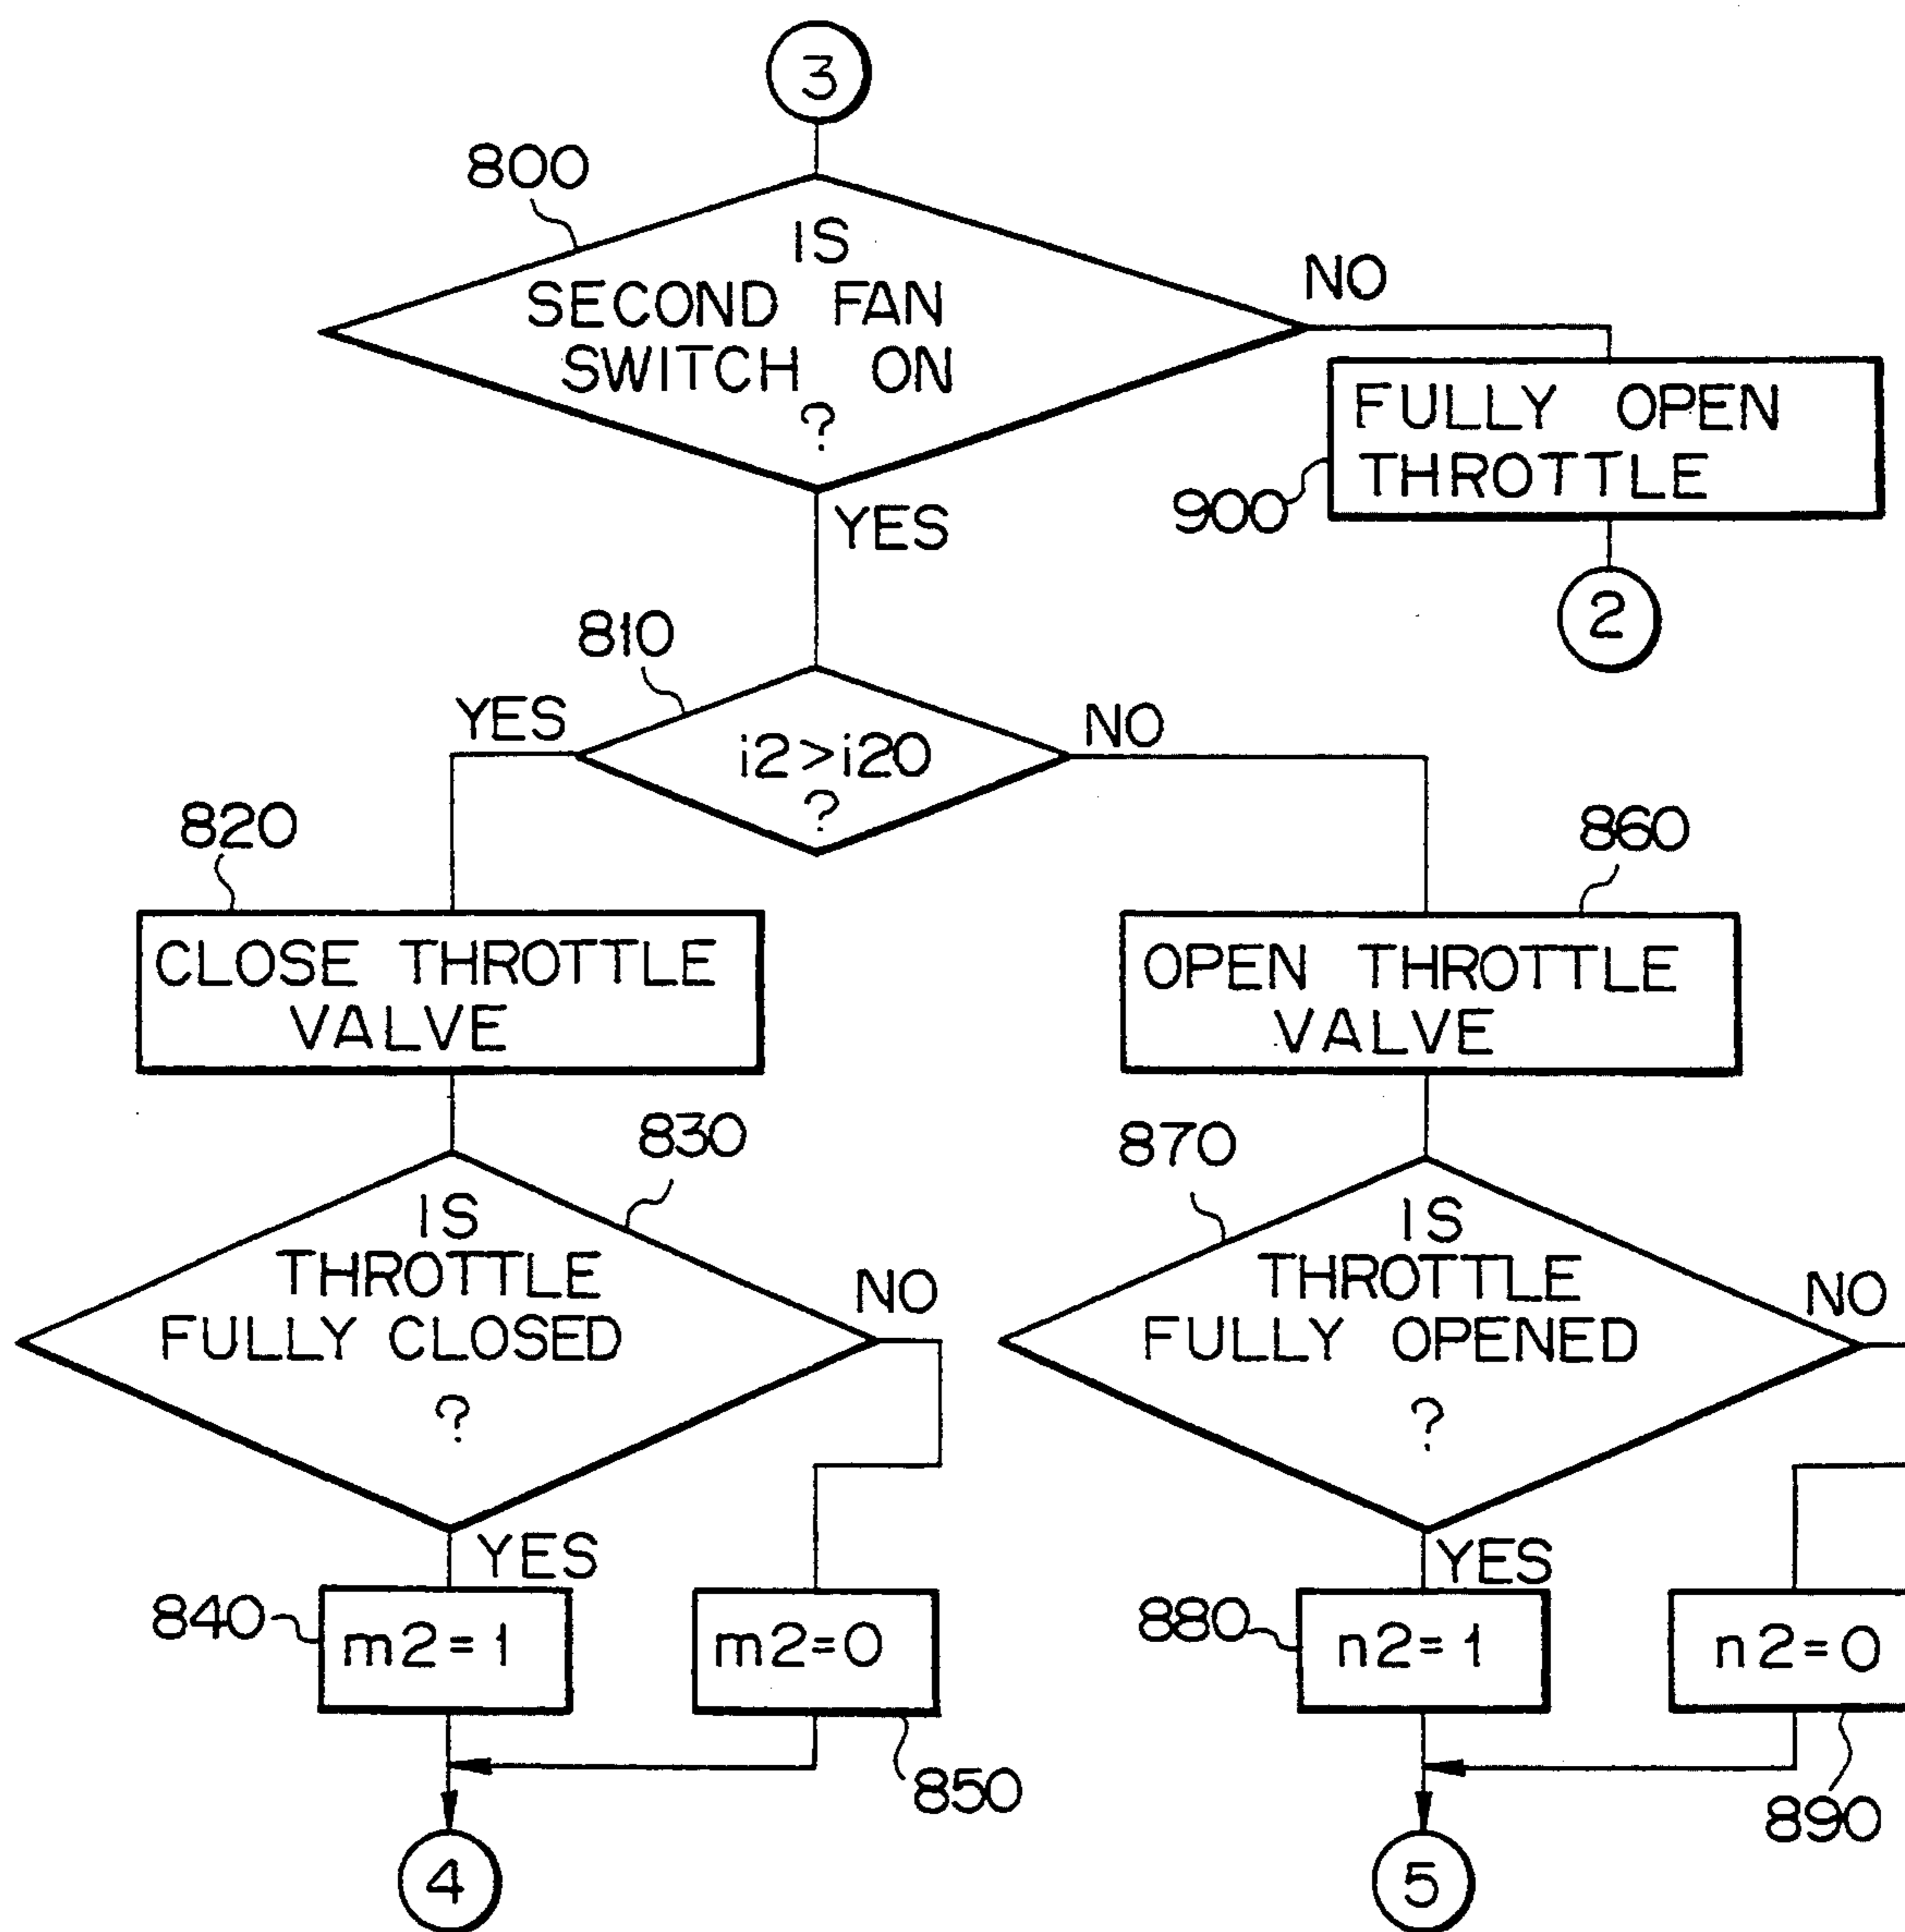 3
800
IS
SECOND FAN
SWITCH ON
?
NO
FULLY OPEN
THROTTLE
900
YES
2
810
YES
i2>i20
?
NO
820
860
CLOSE THROTTLE
VALVE
OPEN THROTTLE
VALVE
830
870
IS
THROTTLE
FULLY CLOSED
?
NO
IS
THROTTLE
FULLY OPENED
?
NO
YES
YES
840
m2=1
m2=0
880
n2=1
n2=0
850
890
4
5